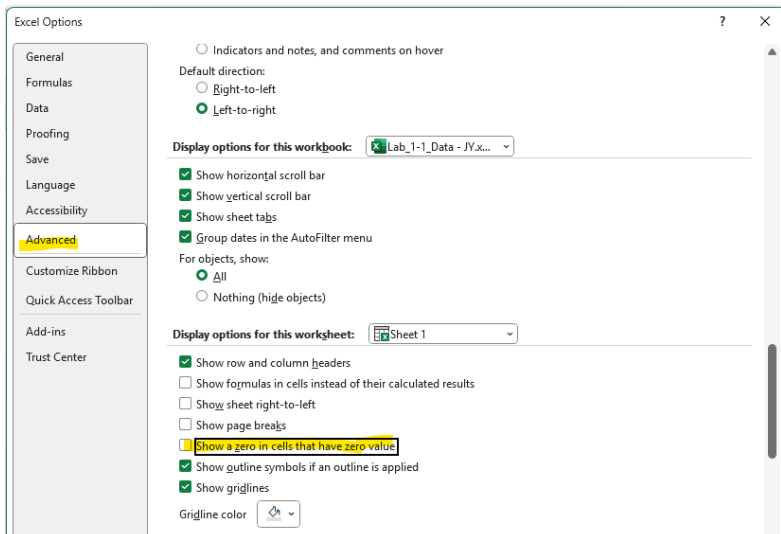 Excel Options
?
General
Formulas
Data
Proofing
Save
Language
Accessibility
Advanced
Customize Ribbon
Quick Access Toolbar
Add-ins
Trust Center
Indicators and notes, and comments on hover
Default direction:
Right-to-left
Left-to-right
Display options for this workbook: Lab_1-1_Data - JY.x...
Show horizontal scroll bar
Show vertical scroll bar
Show sheet tabs
Group dates in the AutoFilter menu
For objects, show:
All
Nothing (hide objects)
Display options for this worksheet: Sheet 1
Show row and column headers
Show formulas in cells instead of their calculated results
Show sheet right-to-left
Show page breaks
Show a zero in cells that have zero value
Show outline symbols if an outline is applied
Show gridlines
Gridline color